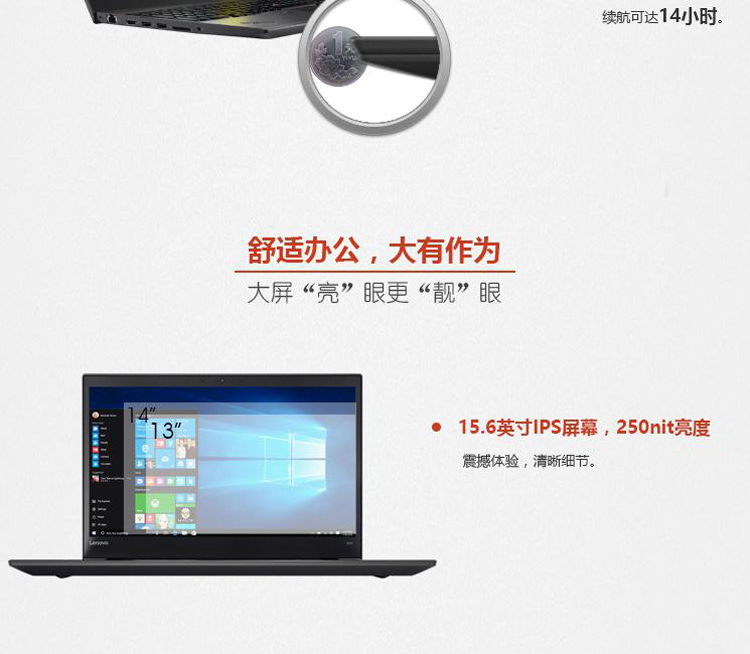 续航可达14小时。
1
舒适办公，大有作为
大屏“亮”眼更“靓”眼
14”
13”
15.6英寸IPS屏幕，250nit亮度
震撼体验，清晰细节。
Lenovo